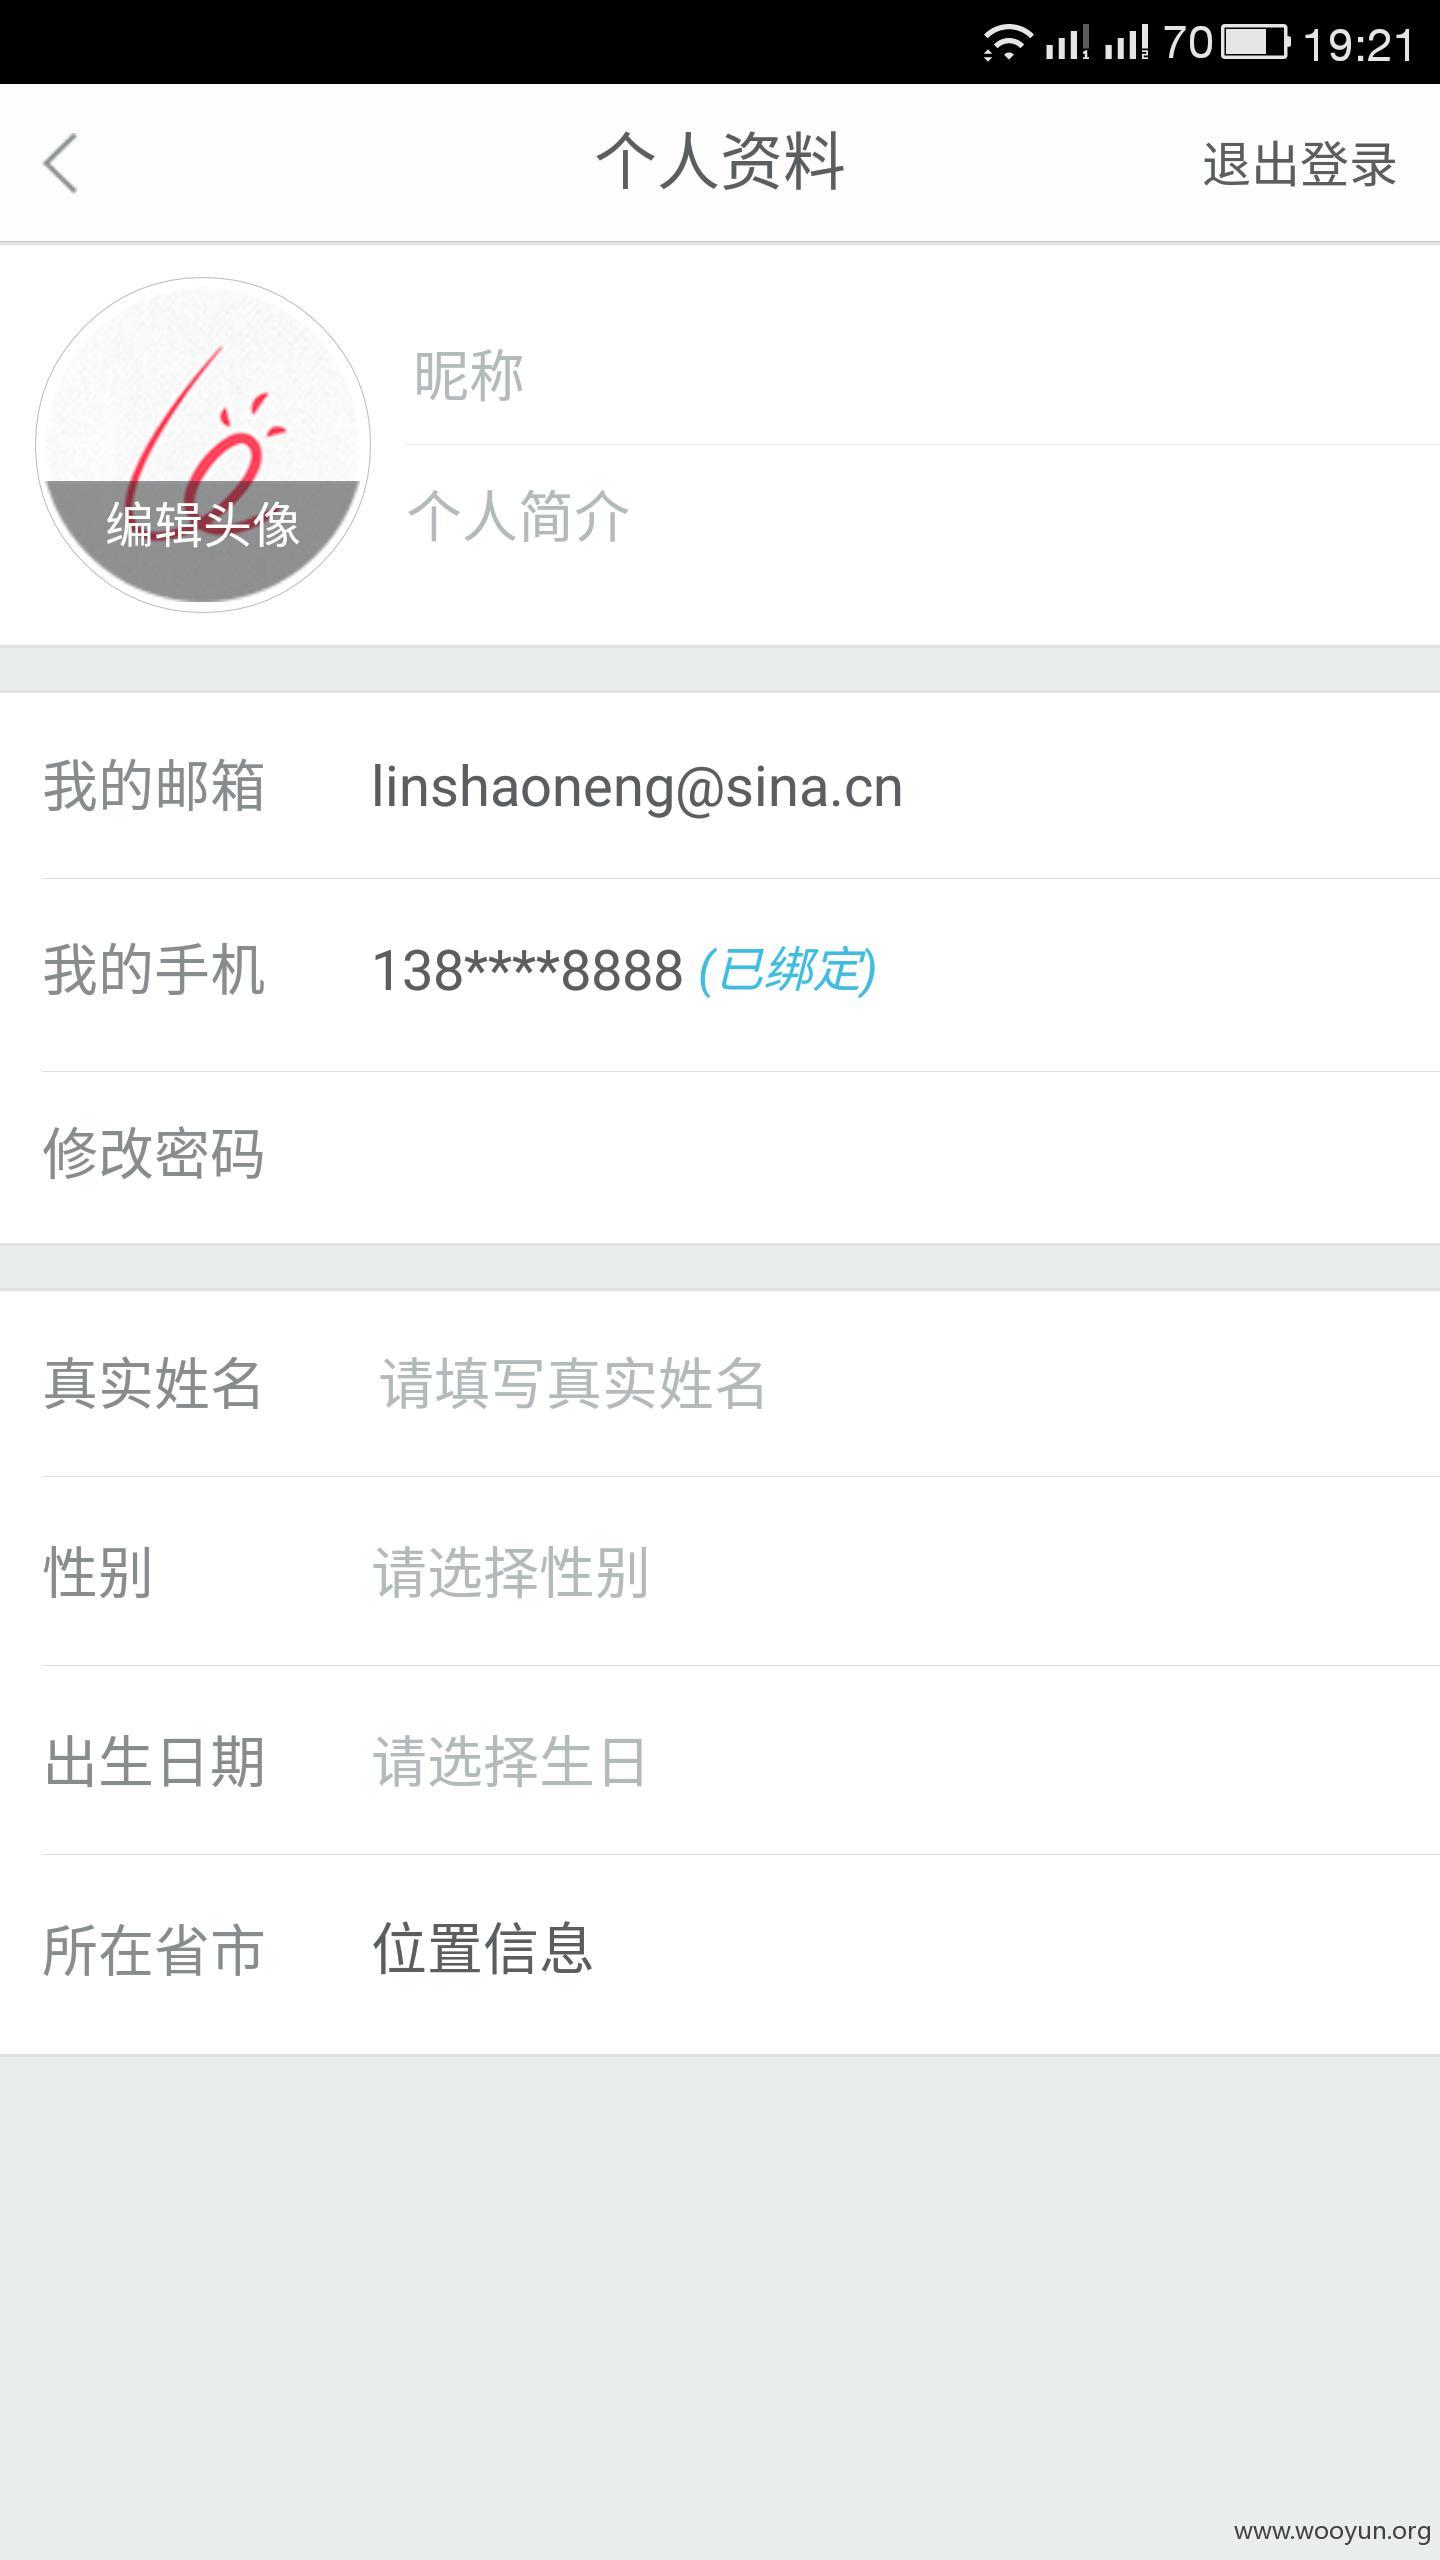 70 19:21
个人资料 退出登录
昵称
编辑头像
个人简介
我的邮箱 linshaoneng@sina.cn
我的手机 138****8888 (已绑定)
修改密码
真实姓名 请填写真实姓名
性别 请选择性别
出生日期 请选择生日
所在省市 位置信息
www.wooyun.org